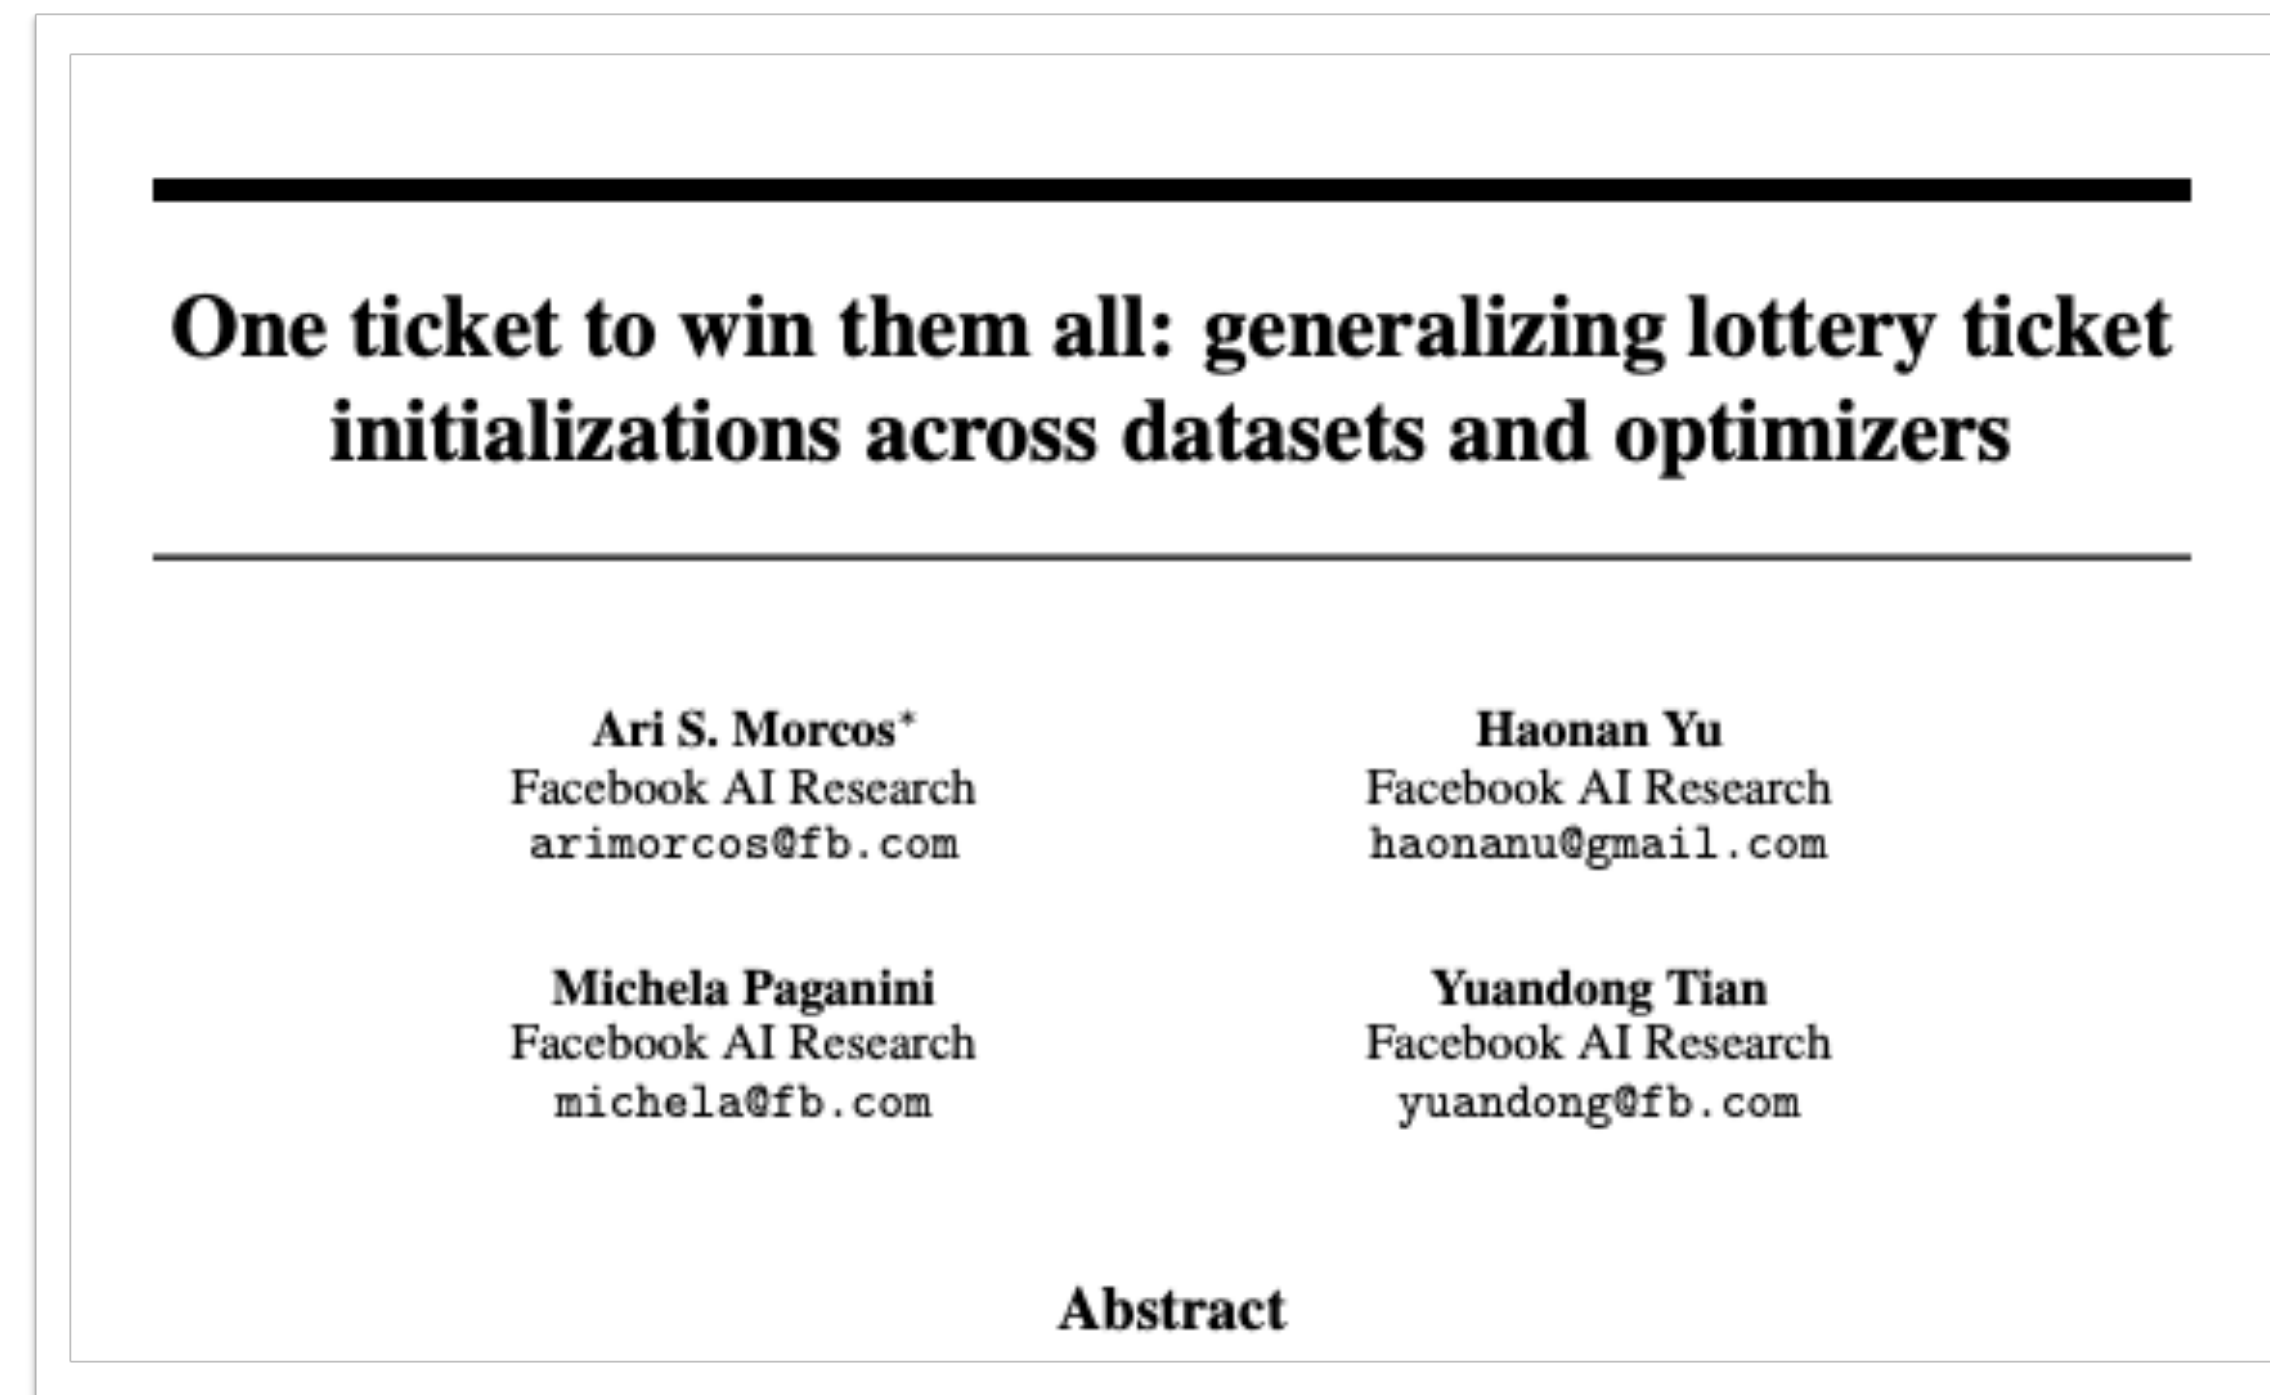 One ticket to win them all: generalizing lottery ticket
initializations across datasets and optimizers
Ari S. Morcos*
Facebook AI Research
arimorcos@fb.com
Haonan Yu
Facebook AI Research
haonanu@gmail.com
Michela Paganini
Facebook AI Research
michela@fb.com
Yuandong Tian
Facebook AI Research
yuandong@fb.com
Abstract